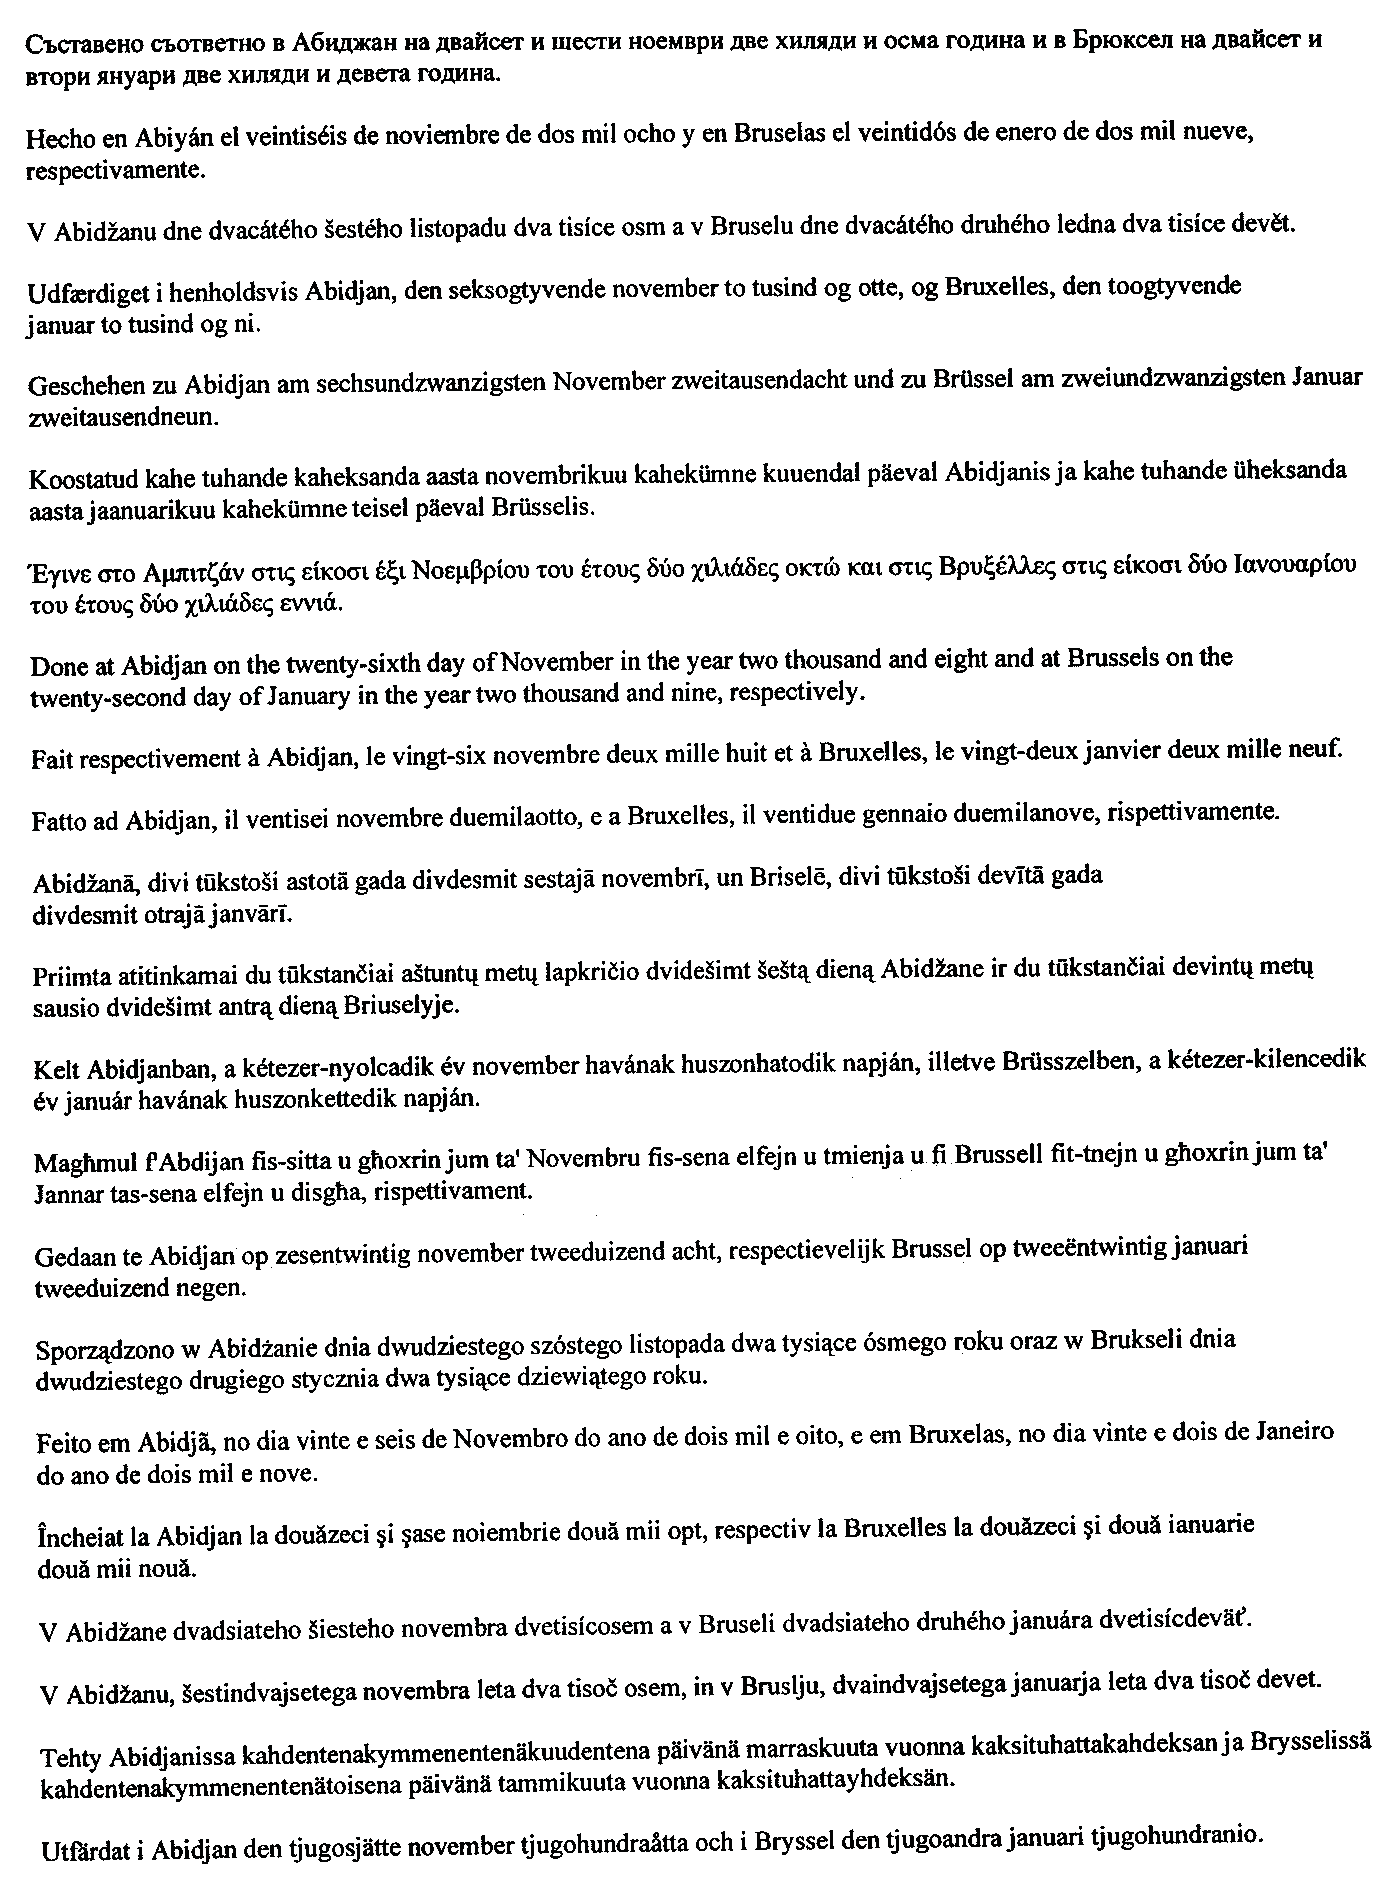 Съставено съответно в Абиджан на двайсет и шести ноември две хиляди и осма година и в Брюксел на двайсет и
втори януари две хиляди и девета година.
Hecho en Abiyán el veintiséis de noviembre de dos mil ocho y en Bruselas el veintidós de enero de dos mil nueve,
respectivamente.
V Abidžanu dne dvacátého šestého listopadu dva tisíce osm a v Bruselu dne dvacátého druhého ledna dva tisíce devět.
Udfærdiget i henholdsvis Abidjan, den seksogtyvende november to tusind og otte, og Bruxelles, den toogtyvende
januar to tusind og ni.
Geschehen zu Abidjan am sechsundzwanzigsten November zweitausendacht und zu Brüssel am zweiundzwanzigsten Januar
zweitausendneun.
Koostatud kahe tuhande kaheksanda aasta novembrikuu kahekümne kuuendal päeval Abidjanis ja kahe tuhande üheksanda
aasta jaanuarikuu kahekümne teisel päeval Brüsselis.
Έγινε στο Αμπιτζάν στις είκοσι έξι Νοεμβρίου του έτους δύο χιλιάδες οκτώ και στις Βρυξέλλες στις είκοσι δύο Ιανουαρίου
του έτους δύο χιλιάδες εννιά.
Done at Abidjan on the twenty-sixth day of November in the year two thousand and eight and at Brussels on the
twenty-second day of January in the year two thousand and nine, respectively.
Fait respectivement à Abidjan, le vingt-six novembre deux mille huit et à Bruxelles, le vingt-deux janvier deux mille neuf.
Fatto ad Abidjan, il ventisei novembre duemilaotto, e a Bruxelles, il ventidue gennaio duemilanove, rispettivamente.
Abidžanā, divi tūkstoši astotā gada divdesmit sestajā novembrī, un Briselē, divi tūkstoši devītā gada
divdesmit otrajā janvārī.
Priimta atitinkamai du tūkstančiai aštuntų metų lapkričio dvidešimt šeštą dieną Abidžane ir du tūkstančiai devintų metų
sausio dvidešimt antrą dieną Briuselyje.
Kelt Abidjanban, a kétezer-nyolcadik év november havának huszonhatodik napján, illetve Brüsszelben, a kétezer-kilencedik
év január havának huszonkettedik napján.
Magħmul f'Abdijan fis-sitta u għoxrin jum ta' Novembru fis-sena elfejn u tmienja u fi Brussell fit-tnejn u għoxrin jum ta'
Jannar tas-sena elfejn u disgħa, rispettivament.
Gedaan te Abidjan op zesentwintig november tweeduizend acht, respectievelijk Brussel op tweeëntwintig januari
tweeduizend negen.
Sporządzono w Abidżanie dnia dwudziestego szóstego listopada dwa tysiące ósmego roku oraz w Brukseli dnia
dwudziestego drugiego stycznia dwa tysiące dziewiątego roku.
Feito em Abidjã, no dia vinte e seis de Novembro do ano de dois mil e oito, e em Bruxelas, no dia vinte e dois de Janeiro
do ano de dois mil e nove.
Încheiat la Abidjan la douăzeci şi şase noiembrie două mii opt, respectiv la Bruxelles la douăzeci şi două ianuarie
două mii nouă.
V Abidžane dvadsiateho šiesteho novembra dvetisícosem a v Bruseli dvadsiateho druhého januára dvetisícdeväť.
V Abidžanu, šestindvajsetega novembra leta dva tisoč osem, in v Bruslju, dvaindvajsetega januarja leta dva tisoč devet.
Tehty Abidjanissa kahdentenakymmenentenäkuudentena päivänä marraskuuta vuonna kaksituhattakahdeksan ja Brysselissä
kahdentenakymmenentenätoisena päivänä tammikuuta vuonna kaksituhattayhdeksän.
Utfärdat i Abidjan den tjugosjätte november tjugohundraåtta och i Bryssel den tjugoandra januari tjugohundranio.